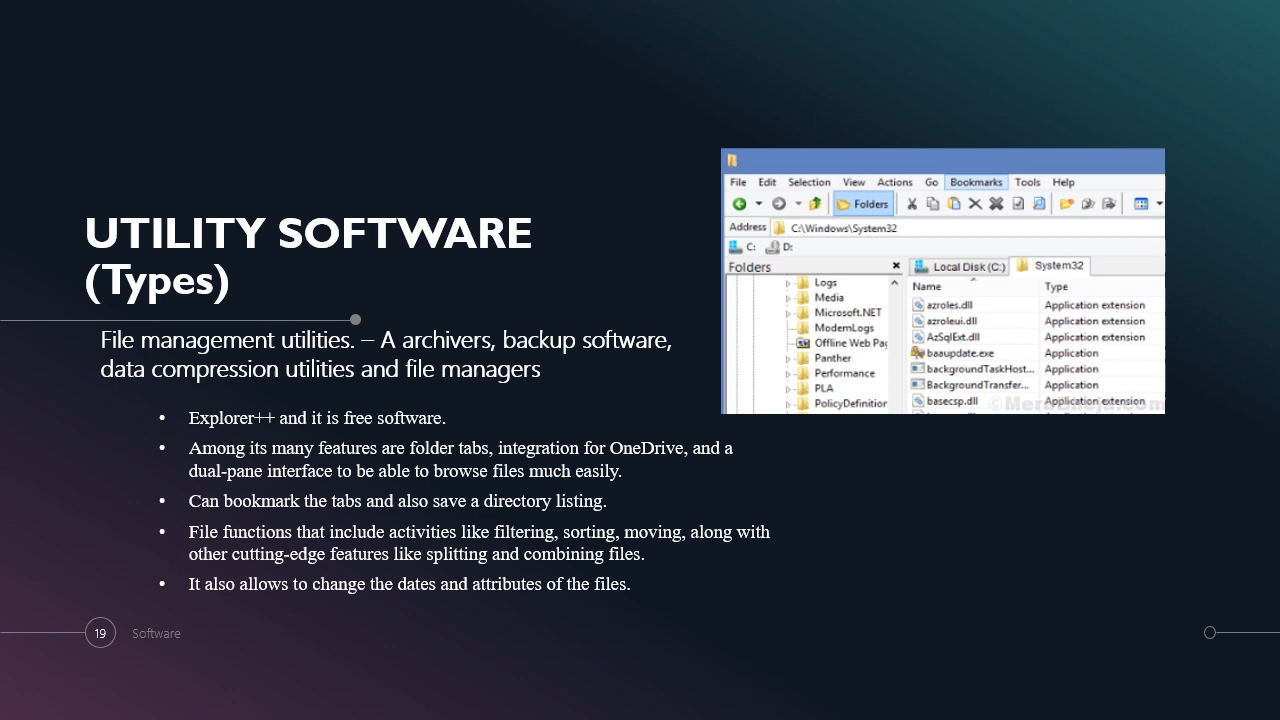 UTILITY SOFTWARE
(Types)
File management utilities. – A archivers, backup software,
data compression utilities and file managers
• Explorer++ and it is free software.
• Among its many features are folder tabs, integration for OneDrive, and a
dual-pane interface to be able to browse files much easily.
• Can bookmark the tabs and also save a directory listing.
• File functions that include activities like filtering, sorting, moving, along with
other cutting-edge features like splitting and combining files.
• It also allows to change the dates and attributes of the files.
File Edit Selection View Actions Go Bookmarks Tools Help
Folders
Address C:\Windows\System32
C: D:
Folders
Local Disk (C:) System32
Logs
Media
Microsoft.NET
ModemLogs
Offline Web Pag
Panther
Performance
PLA
PolicyDefinition
Name Type
azroles.dll Application extension
azroleui.dll Application extension
AzSqlExt.dll Application extension
baaupdate.exe Application
backgroundTaskHost... Application
BackgroundTransfer... Application
basecsp.dll Application extension
19 Software